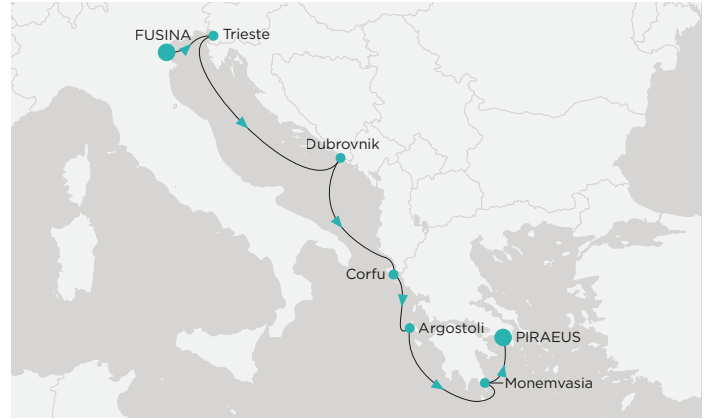 FUSINA
Trieste
Dubrovnik
Corfu
Argostoli
PIRAEUS
Monemvasia